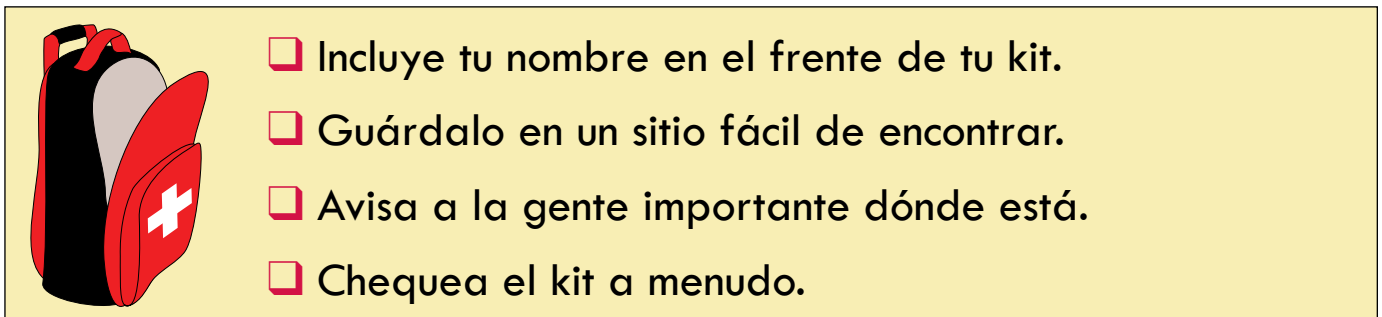 ❑ Incluye tu nombre en el frente de tu kit.
❑ Guárdalo en un sitio fácil de encontrar.
❑ Avisa a la gente importante dónde está.
❑ Chequea el kit a menudo.